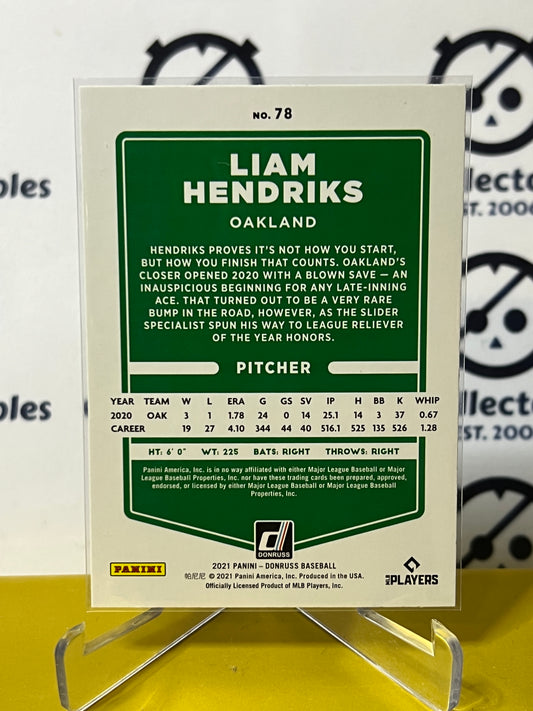 NO. 78
LIAM
HENDRIKS
OAKLAND
HENDRIKS PROVES IT'S NOT HOW YOU START,
BUT HOW YOU FINISH THAT COUNTS. OAKLAND'S
CLOSER OPENED 2020 WITH A BLOWN SAVE — AN
INAUSPICIOUS BEGINNING FOR ANY LATE-INNING
ACE. THAT TURNED OUT TO BE A VERY RARE
BUMP IN THE ROAD, HOWEVER, AS THE SLIDER
SPECIALIST SPUN HIS WAY TO LEAGUE RELIEVER
OF THE YEAR HONORS.
PITCHER
YEAR TEAM W L ERA G GS SV IP H BB K WHIP
2020 OAK 3 1 1.78 24 0 14 25.1 14 3 37 0.67
CAREER 19 27 4.10 344 44 40 516.1 525 135 526 1.28
HT: 6' 0" WT: 225 BATS: RIGHT THROWS: RIGHT
Panini America, Inc. is in no way affiliated with either Major League Baseball or Major
League Baseball Properties, Inc. nor have these trading cards been prepared, approved,
endorsed, or licensed by either Major League Baseball or Major League Baseball
Properties, Inc.
DONRUSS
PANINI
2021 PANINI – DONRUSS BASEBALL
帕尼尼 © 2021 Panini America, Inc. Produced in the USA.
Officially Licensed Product of MLB Players, Inc.
MLB PLAYERS
bles
lecto
ST. 2006
llecto
ST. 200